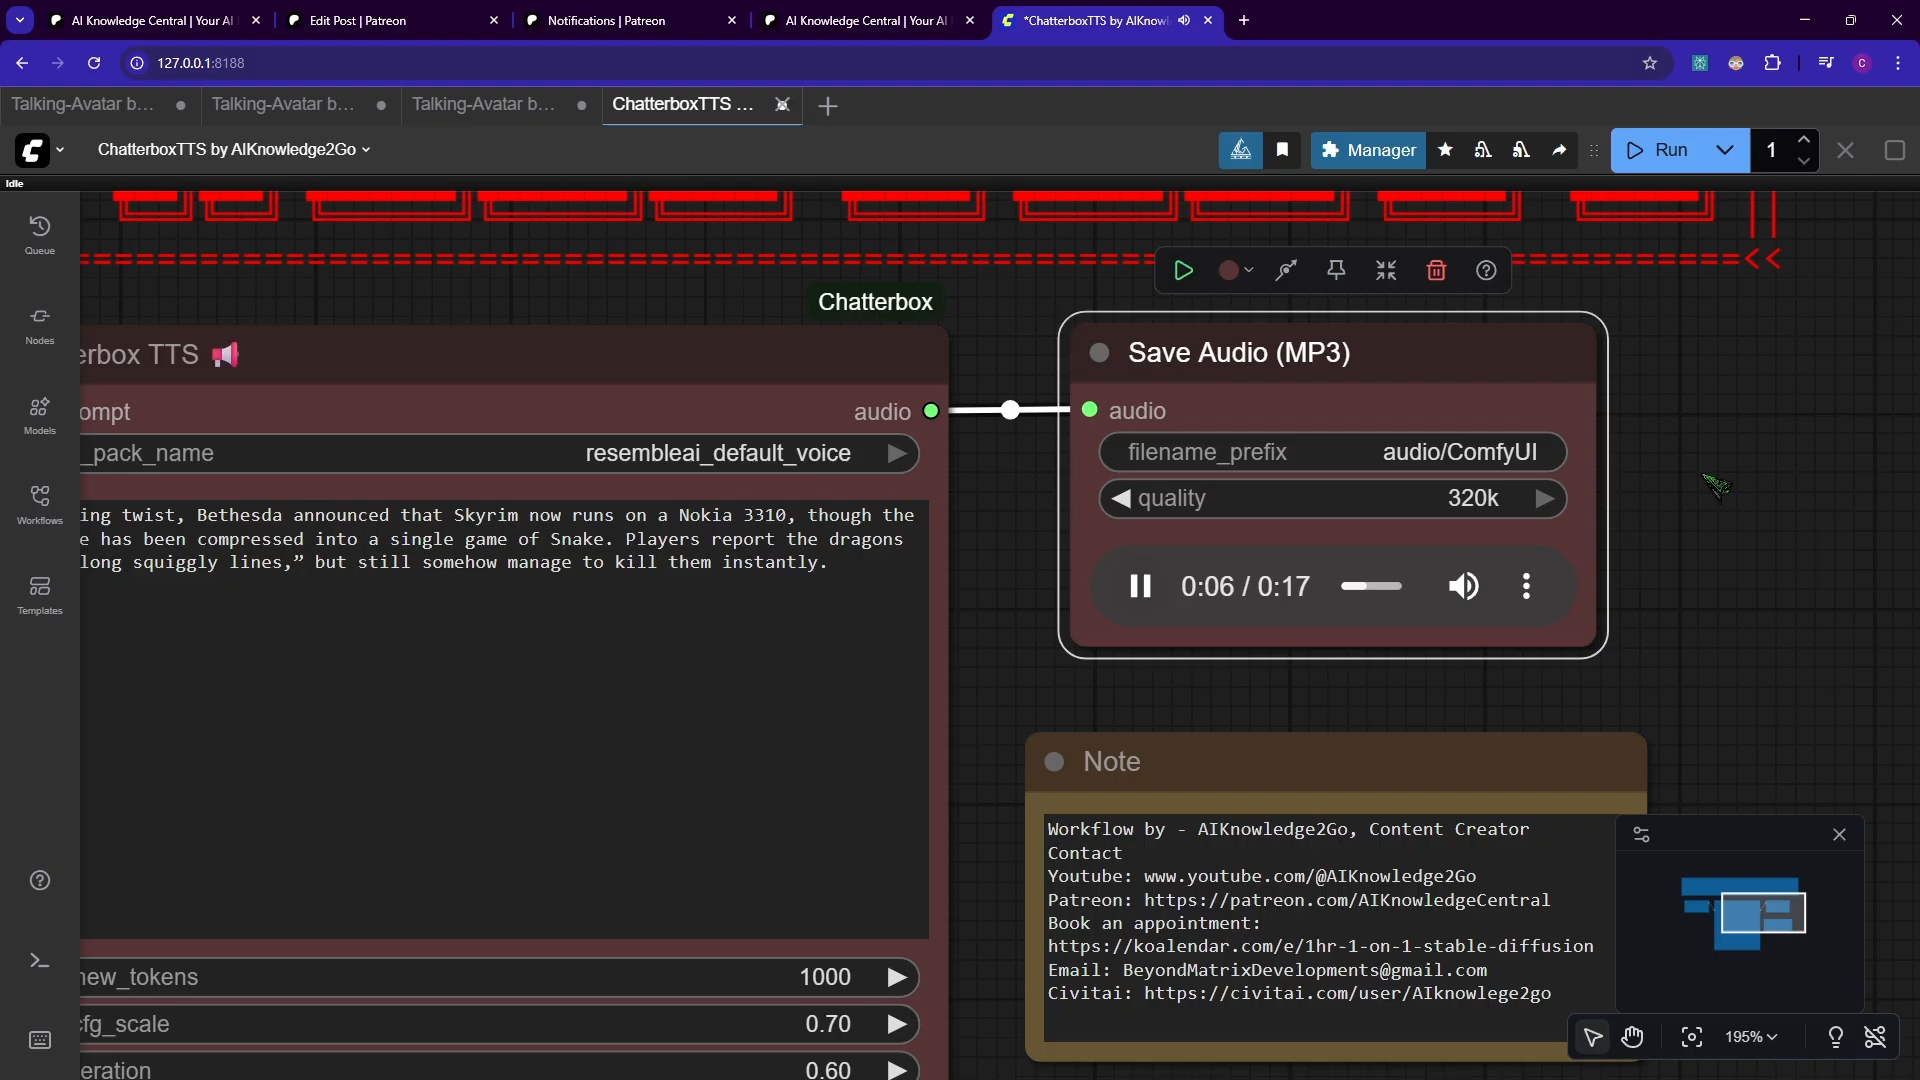 AI Knowledge Central | Your AI
Edit Post | Patreon
Notifications | Patreon
AI Knowledge Central | Your AI
*ChatterboxTTS by AIKnowl
127.0.0.1:8188
Talking-Avatar b...
Talking-Avatar b...
Talking-Avatar b...
ChatterboxTTS ...
ChatterboxTTS by AIKnowledge2Go
Manager
Run
1
Idle
Queue
Nodes
Models
Workflows
Templates
<<
Chatterbox
erbox TTS
ompt
audio
_pack_name
resembleai_default_voice
ing twist, Bethesda announced that Skyrim now runs on a Nokia 3310, though the
e has been compressed into a single game of Snake. Players report the dragons
long squiggly lines,” but still somehow manage to kill them instantly.
new_tokens
1000
cfg_scale
0.70
eration
0.60
Save Audio (MP3)
audio
filename_prefix
audio/ComfyUI
quality
320k
0:06 / 0:17
Note
Workflow by - AIKnowledge2Go, Content Creator
Contact
Youtube: www.youtube.com/@AIKnowledge2Go
Patreon: https://patreon.com/AIKnowledgeCentral
Book an appointment:
https://koalendar.com/e/1hr-1-on-1-stable-diffusion
Email: BeyondMatrixDevelopments@gmail.com
Civitai: https://civitai.com/user/AIknowlege2go
195%